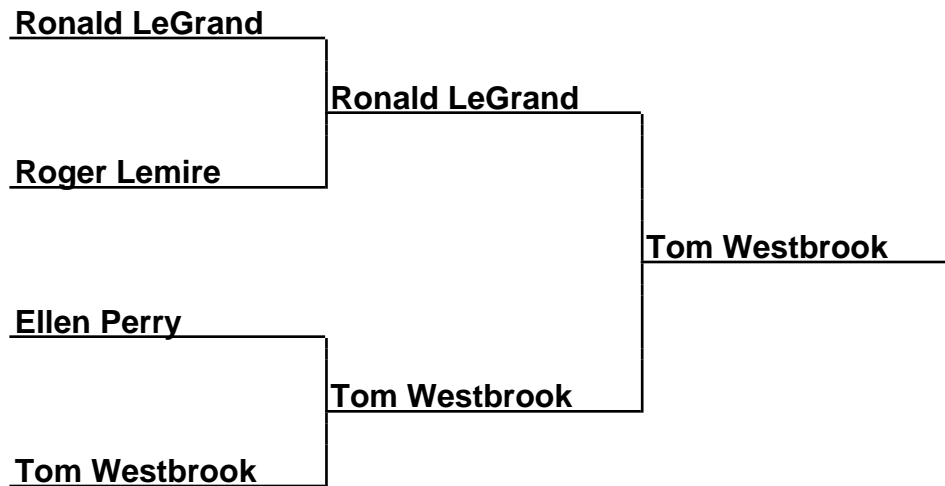 Ronald LeGrand
Ronald LeGrand
Roger Lemire
Tom Westbrook
Ellen Perry
Tom Westbrook
Tom Westbrook